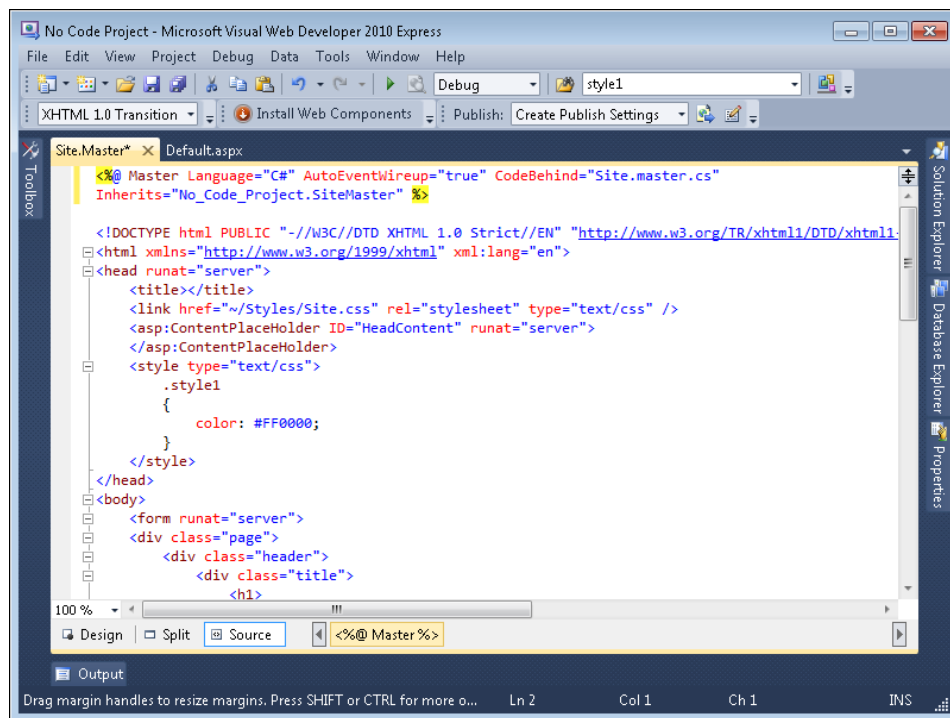 No Code Project - Microsoft Visual Web Developer 2010 Express
File Edit View Project Debug Data Tools Window Help
Debug style1
XHTML 1.0 Transition Install Web Components Publish: Create Publish Settings
Toolbox
Site.Master* Default.aspx
<%@ Master Language="C#" AutoEventWireup="true" CodeBehind="Site.master.cs"
Inherits="No_Code_Project.SiteMaster" %>
<!DOCTYPE html PUBLIC "-//W3C//DTD XHTML 1.0 Strict//EN" "http://www.w3.org/TR/xhtml1/DTD/xhtml1-
<html xmlns="http://www.w3.org/1999/xhtml" xml:lang="en">
<head runat="server">
<title></title>
<link href="~/Styles/Site.css" rel="stylesheet" type="text/css" />
<asp:ContentPlaceHolder ID="HeadContent" runat="server">
</asp:ContentPlaceHolder>
<style type="text/css">
.style1
{
color: #FF0000;
}
</style>
</head>
<body>
<form runat="server">
<div class="page">
<div class="header">
<div class="title">
<h1>
100 %
Design Split Source <%@ Master %>
Solution Explorer
Database Explorer
Properties
Output
Drag margin handles to resize margins. Press SHIFT or CTRL for more o... Ln 2 Col 1 Ch 1 INS